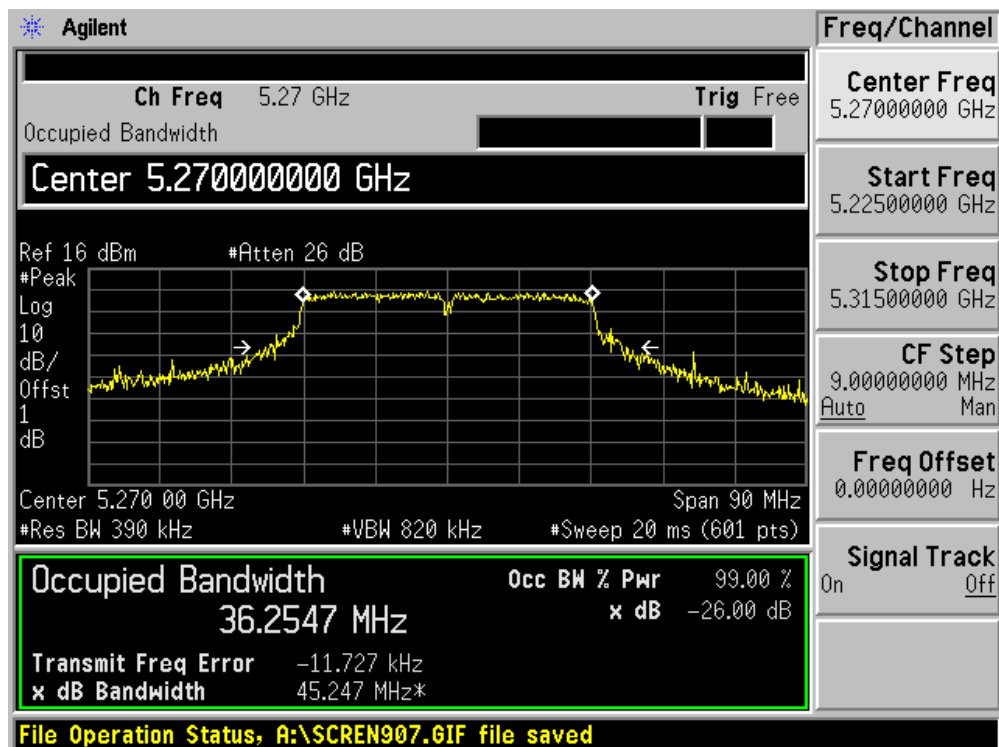 Agilent
Freq/Channel
Ch Freq 5.27 GHz Trig Free
Occupied Bandwidth
Center 5.270000000 GHz
Ref 16 dBm #Atten 26 dB
#Peak
Log
10
dB/
Offst
1
dB
Center 5.270 00 GHz Span 90 MHz
#Res BW 390 kHz #VBW 820 kHz #Sweep 20 ms (601 pts)
Occupied Bandwidth Occ BW % Pwr 99.00 %
36.2547 MHz x dB -26.00 dB
Transmit Freq Error -11.727 kHz
x dB Bandwidth 45.247 MHz*
Center Freq
5.27000000 GHz
Start Freq
5.22500000 GHz
Stop Freq
5.31500000 GHz
CF Step
9.00000000 MHz
Auto Man
Freq Offset
0.00000000 Hz
Signal Track
On Off
File Operation Status, A:\SCREN907.GIF file saved